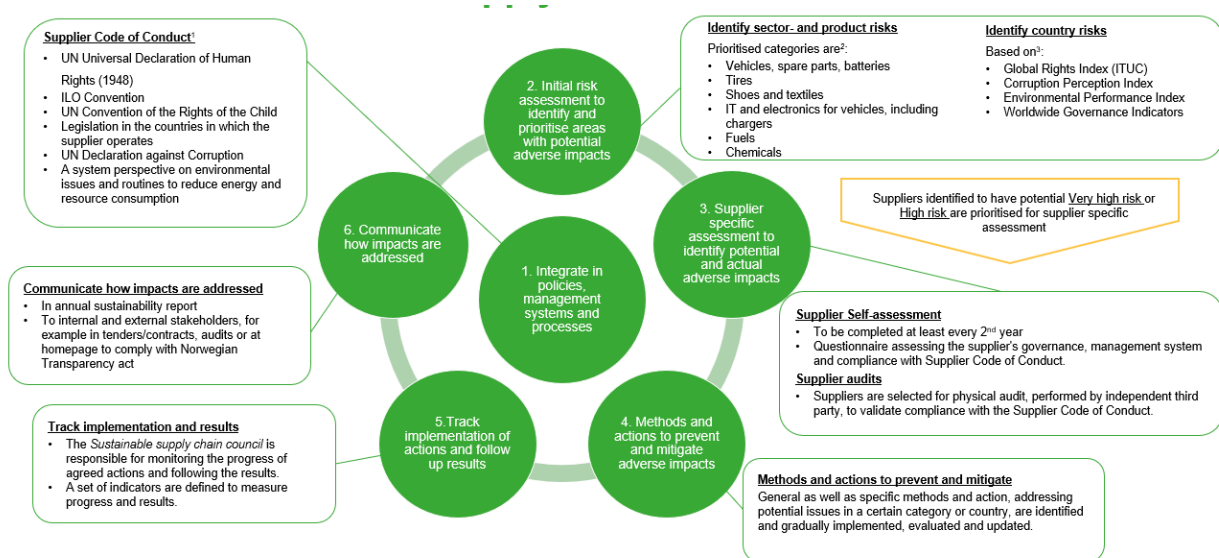 Supplier Code of Conduct¹
• UN Universal Declaration of Human
Rights (1948)
• ILO Convention
• UN Convention of the Rights of the Child
• Legislation in the countries in which the
supplier operates
• UN Declaration against Corruption
• A system perspective on environmental
issues and routines to reduce energy and
resource consumption
2. Initial risk
assessment to
identify and
prioritise areas
with potential
adverse impacts
Identify sector- and product risks
Prioritised categories are²:
• Vehicles, spare parts, batteries
• Tires
• Shoes and textiles
• IT and electronics for vehicles, including
chargers
• Fuels
• Chemicals
Identify country risks
Based on³:
• Global Rights Index (ITUC)
• Corruption Perception Index
• Environmental Performance Index
• Worldwide Governance Indicators
Suppliers identified to have potential Very high risk or
High risk are prioritised for supplier specific
assessment
3. Supplier
specific
assessment to
identify potential
and actual
adverse impacts
6. Communicate
how impacts are
addressed
1. Integrate in
policies,
management
systems and
processes
Communicate how impacts are addressed
• In annual sustainability report
• To internal and external stakeholders, for
example in tenders/contracts, audits or at
homepage to comply with Norwegian
Transparency act
Supplier Self-assessment
• To be completed at least every 2nd year
• Questionnaire assessing the supplier's governance, management system
and compliance with Supplier Code of Conduct.
Supplier audits
• Suppliers are selected for physical audit, performed by independent third
party, to validate compliance with the Supplier Code of Conduct.
5.Track
implementation of
actions and follow
up results
4. Methods and
actions to prevent
and mitigate
adverse impacts
Track implementation and results
• The Sustainable supply chain council is
responsible for monitoring the progress of
agreed actions and following the results.
• A set of indicators are defined to measure
progress and results.
Methods and actions to prevent and mitigate
General as well as specific methods and action, addressing
potential issues in a certain category or country, are identified
and gradually implemented, evaluated and updated.